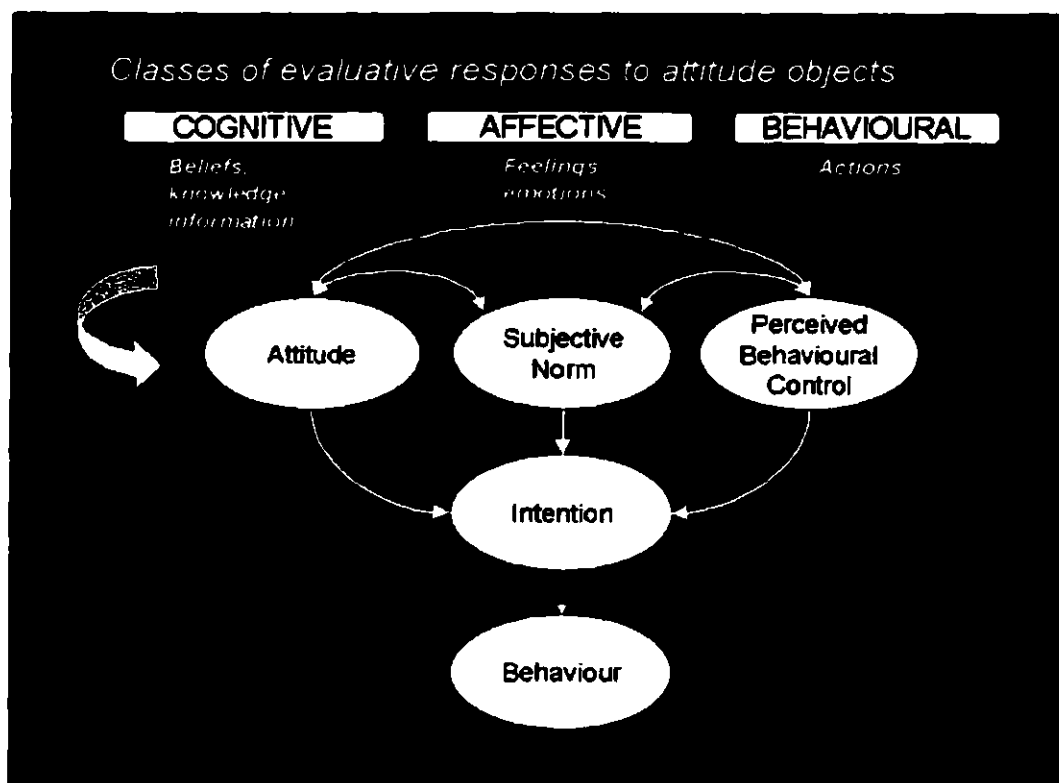 Classes of evaluative responses to attitude objects
COGNITIVE
AFFECTIVE
BEHAVIOURAL
Beliefs,
knowledge
information
Feelings
emotions
Actions
Attitude
Subjective
Norm
Perceived
Behavioural
Control
Intention
Behaviour